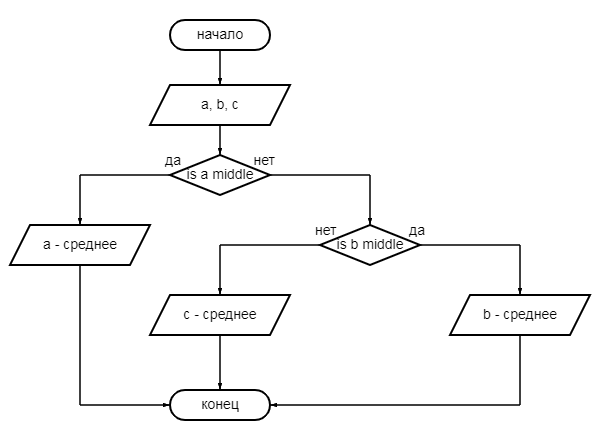 начало
a, b, c
да
нет
is a middle
а - среднее
нет
да
is b middle
с - среднее
b - среднее
конец